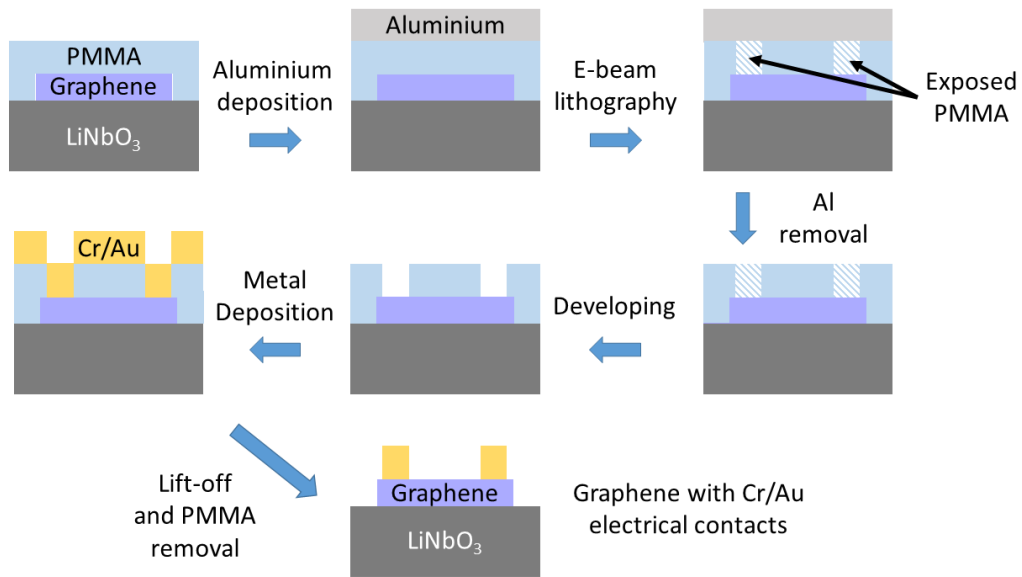 PMMA
Graphene
LiNbO₃
Aluminium
deposition
Aluminium
E-beam
lithography
Exposed
PMMA
Al
removal
Developing
Metal
Deposition
Cr/Au
Lift-off
and PMMA
removal
Graphene
LiNbO₃
Graphene with Cr/Au
electrical contacts